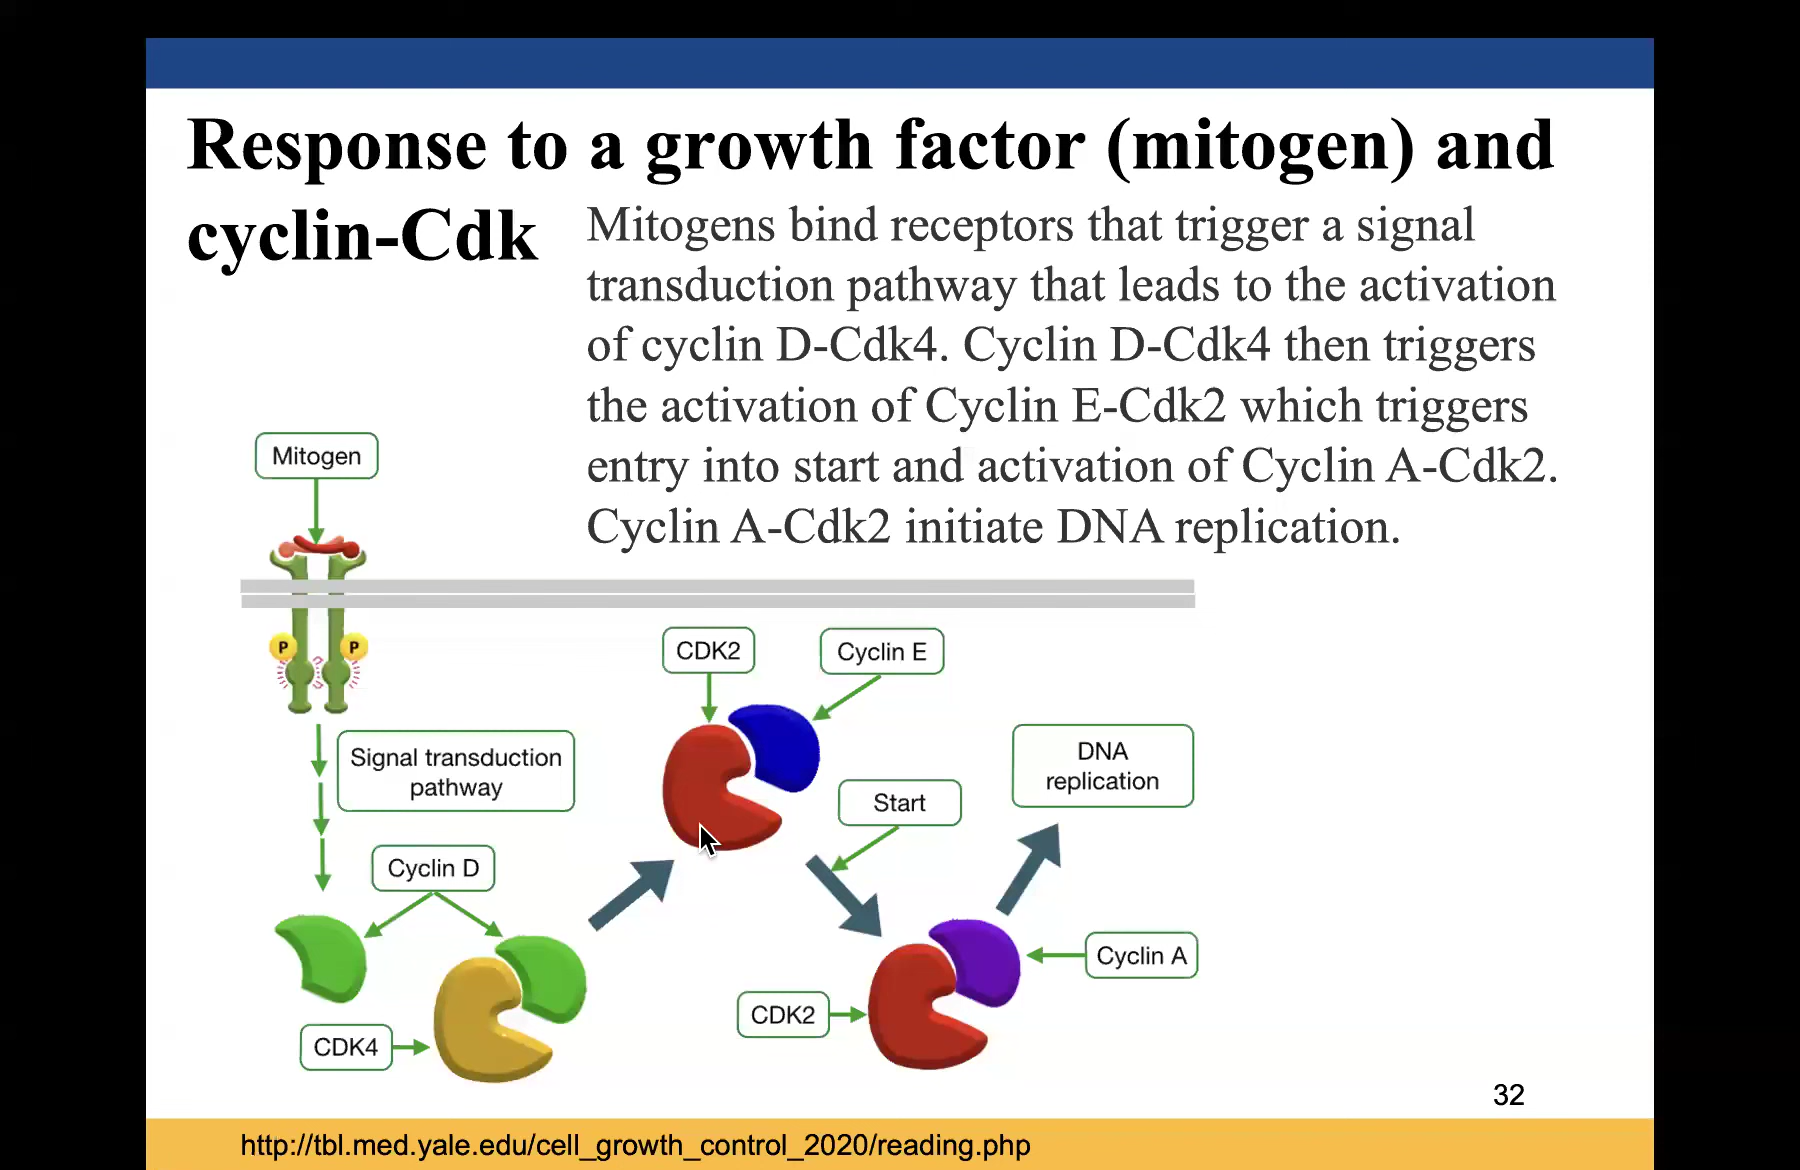 Response to a growth factor (mitogen) and
cyclin-Cdk
Mitogens bind receptors that trigger a signal
transduction pathway that leads to the activation
of cyclin D-Cdk4. Cyclin D-Cdk4 then triggers
the activation of Cyclin E-Cdk2 which triggers
entry into start and activation of Cyclin A-Cdk2.
Cyclin A-Cdk2 initiate DNA replication.
Mitogen
P
P
Signal transduction
pathway
Cyclin D
CDK4
CDK2
Cyclin E
Start
CDK2
Cyclin A
DNA
replication
32
http://tbl.med.yale.edu/cell_growth_control_2020/reading.php